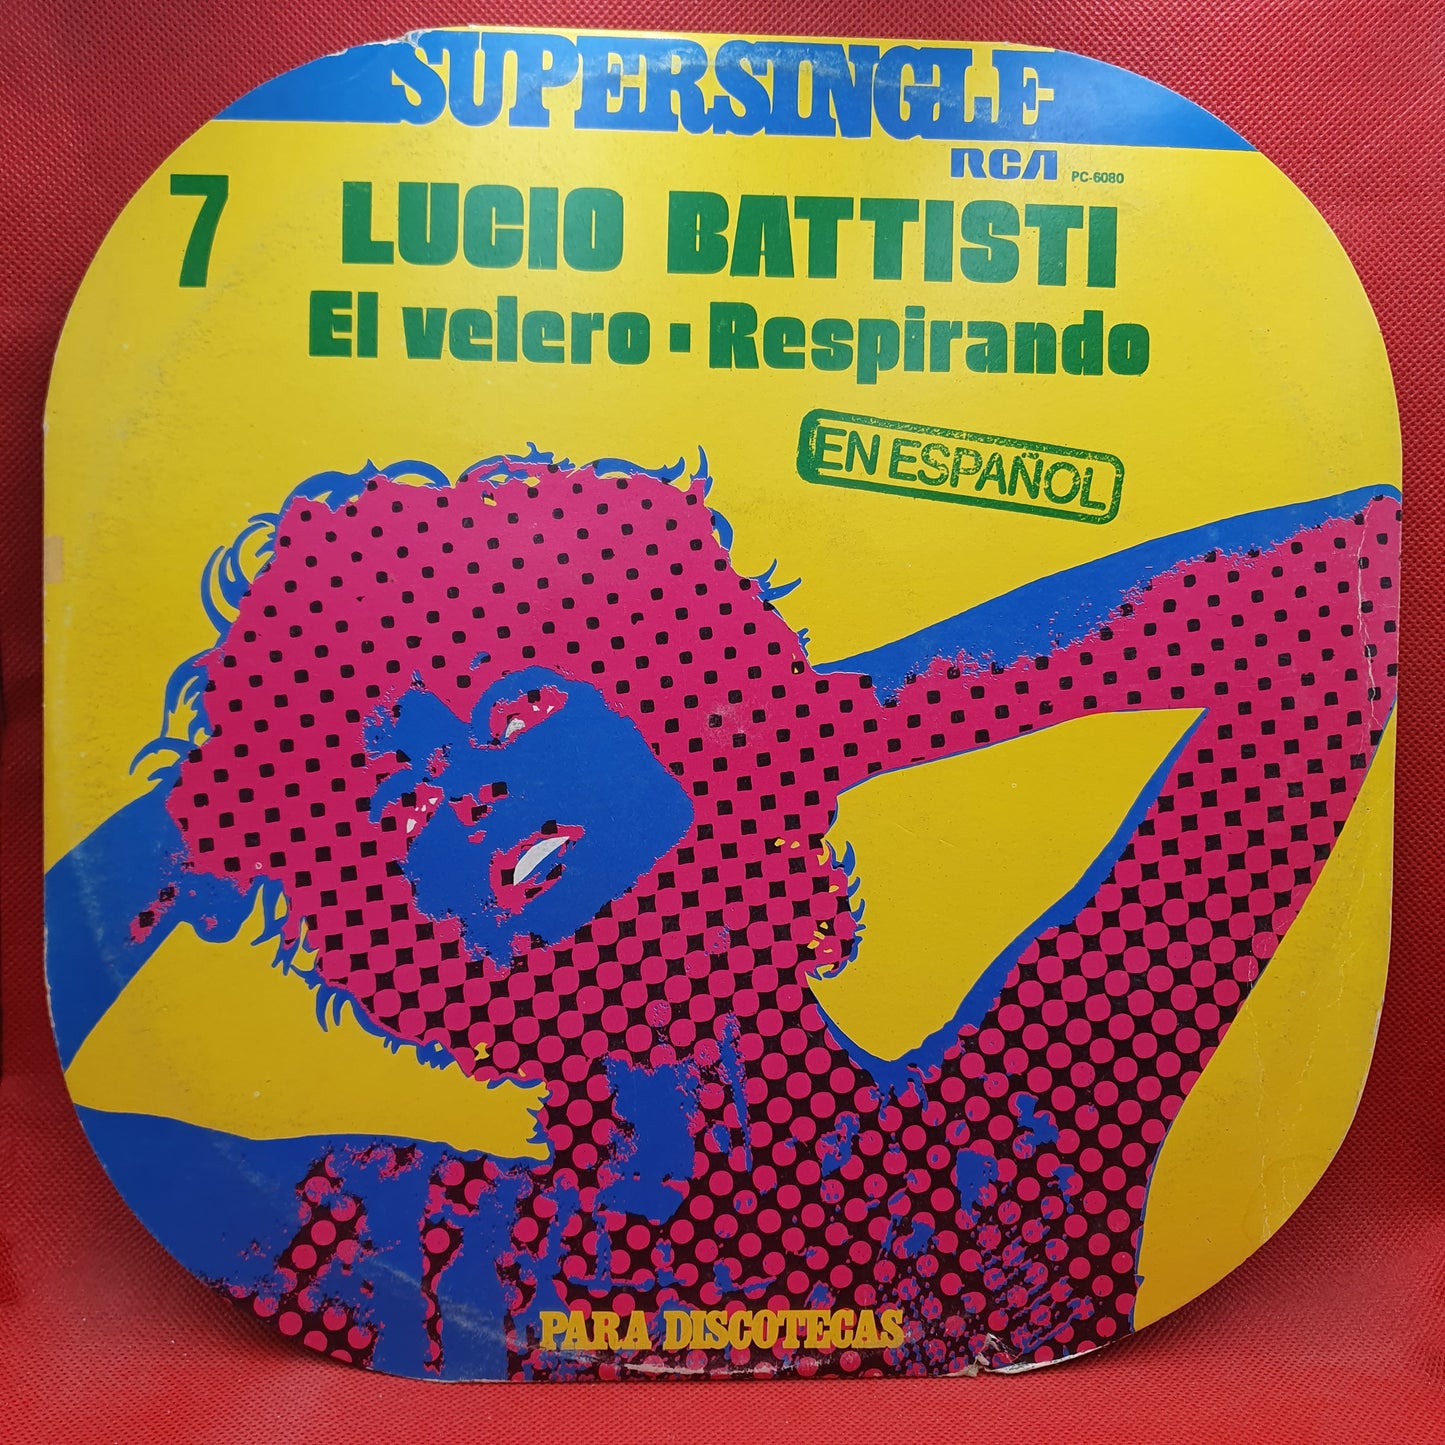 SUPERSINGLE
RCA PC-6080
7 LUCIO BATTISTI
El velero · Respirando
EN ESPAÑOL
PARA DISCOTECAS